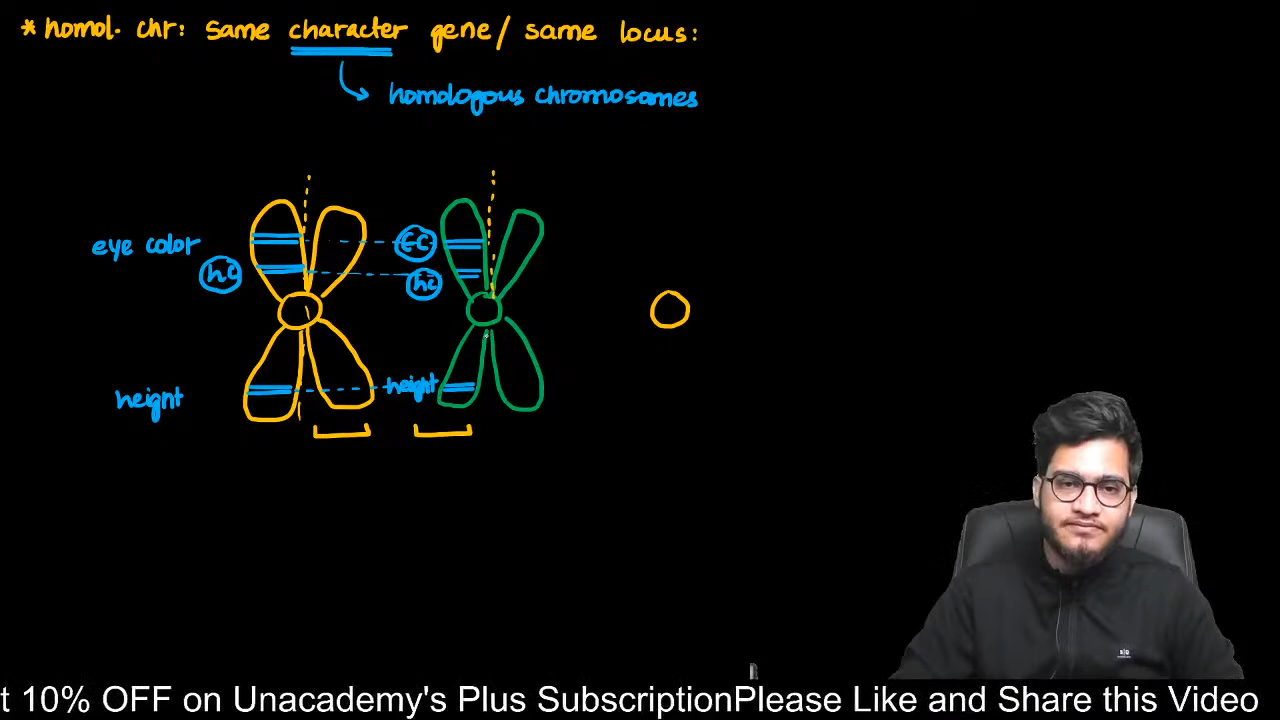 * homol. chr: same character gene/ same locus:
homologous chromosomes
eye color
EC
hC
hc
height
height
t 10% OFF on Unacademy's Plus SubscriptionPlease Like and Share this Video